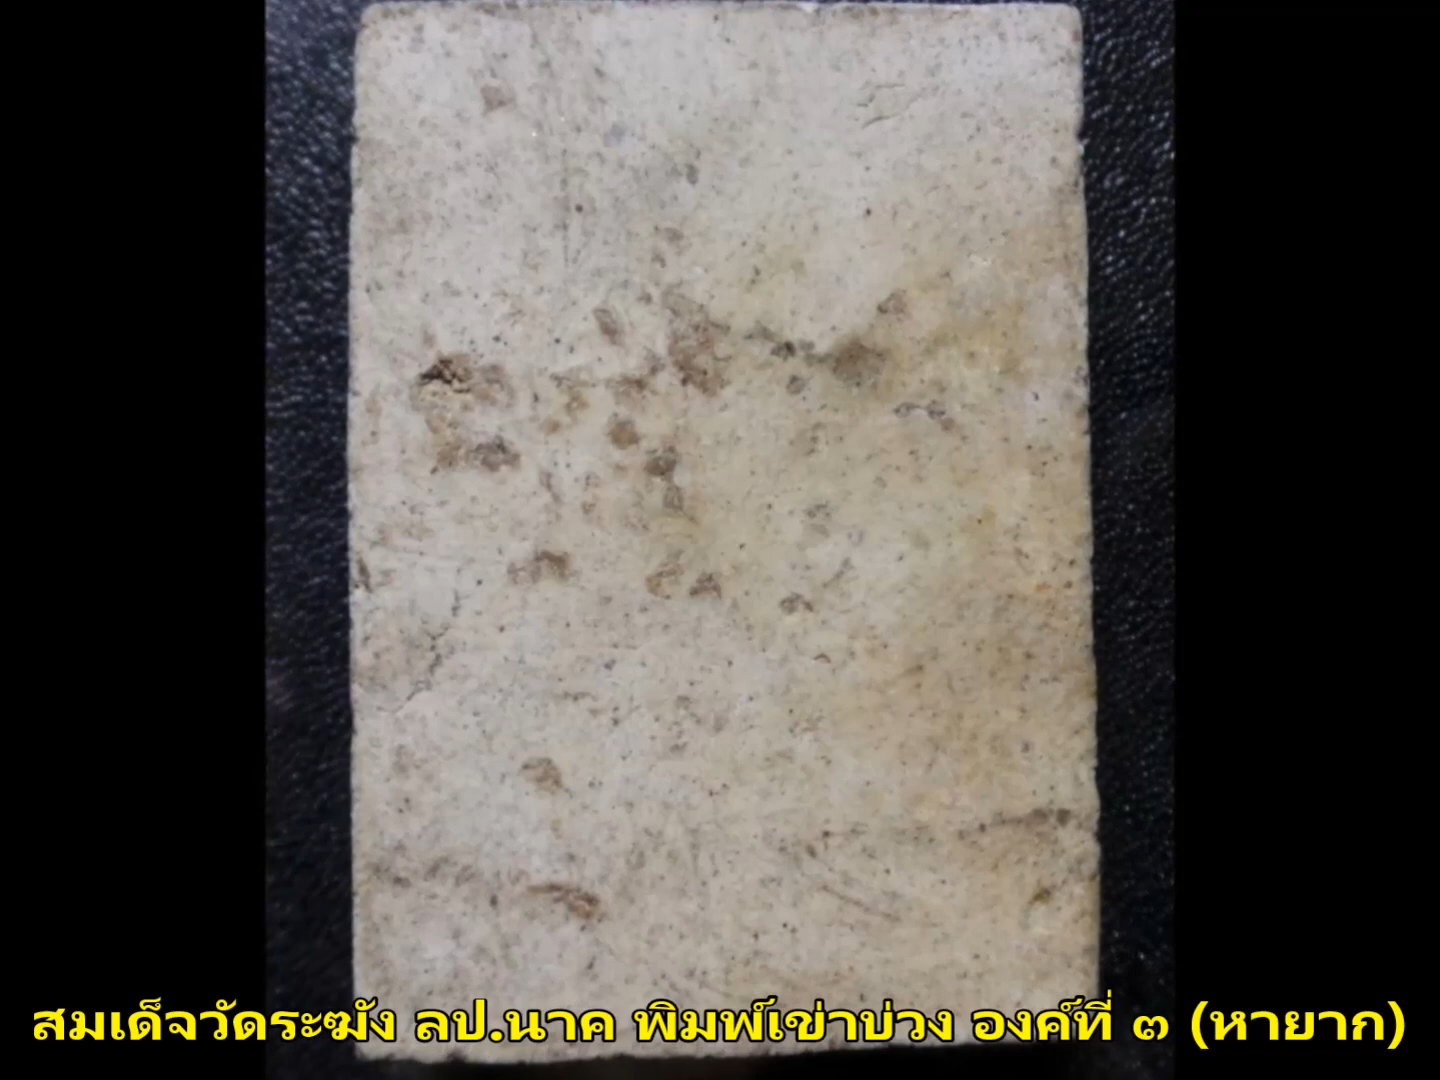 สมเด็จวัดระฆัง ลป.นาค พิมพ์เข่าบ่วง องค์ที่ ๓ (หายาก)